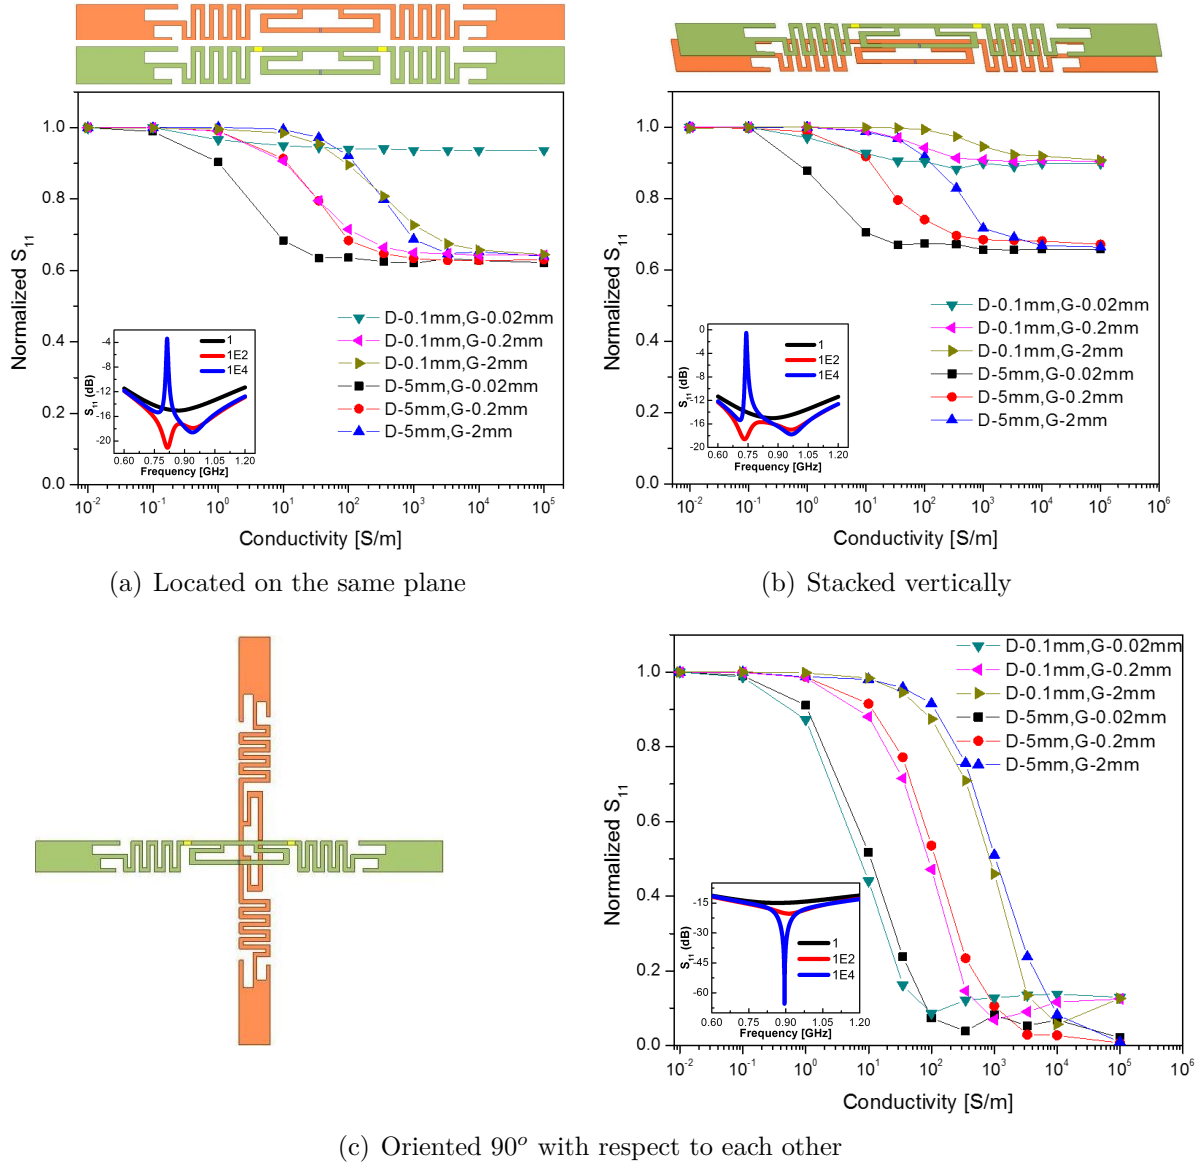 1.0
0.8
0.6
0.4
0.2
0.0
Normalized S11
D-0.1mm,G-0.02mm
D-0.1mm,G-0.2mm
D-0.1mm,G-2mm
D-5mm,G-0.02mm
D-5mm,G-0.2mm
D-5mm,G-2mm
-4
-8
-12
-16
-20
S11 (dB)
1
1E2
1E4
0.60 0.75 0.90 1.05 1.20
Frequency [GHz]
10-2 10-1 100 101 102 103 104 105
Conductivity [S/m]
(a) Located on the same plane
1.0
0.8
0.6
0.4
0.2
0.0
Normalized S11
D-0.1mm,G-0.02mm
D-0.1mm,G-0.2mm
D-0.1mm,G-2mm
D-5mm,G-0.02mm
D-5mm,G-0.2mm
D-5mm,G-2mm
0
-4
-8
-12
-16
-20
S11 (dB)
1
1E2
1E4
0.60 0.75 0.90 1.05 1.20
Frequency [GHz]
10-2 10-1 100 101 102 103 104 105 106
Conductivity [S/m]
(b) Stacked vertically
1.0
0.8
0.6
0.4
0.2
0.0
Normalized S11
D-0.1mm,G-0.02mm
D-0.1mm,G-0.2mm
D-0.1mm,G-2mm
D-5mm,G-0.02mm
D-5mm,G-0.2mm
D-5mm,G-2mm
-15
-30
-45
-60
S11 (dB)
1
1E2
1E4
0.60 0.75 0.90 1.05 1.20
Frequency [GHz]
10-2 10-1 100 101 102 103 104 105 106
Conductivity [S/m]
(c) Oriented 90o with respect to each other